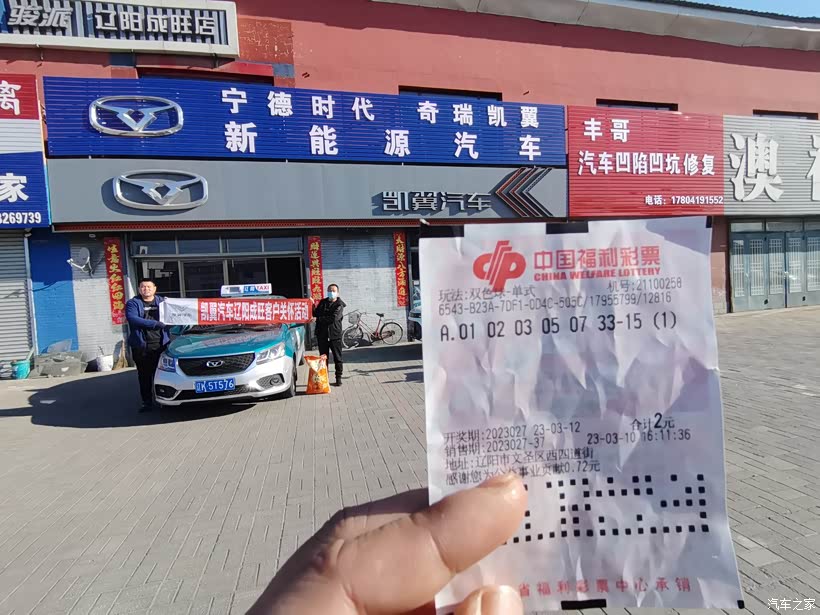 骏派 辽阳成旺店
宁德时代 奇瑞凯翼
新能源汽车
凯翼汽车
离
家
8269739
丰哥
汽车凹陷凹坑修复
电话：17804191552
澳
TAXI
凯翼汽车辽阳成旺客户关怀活动
辽K 5T576
中国福利彩票
CHINA WELFARE LOTTERY
玩法:双色球-单式 机号:21100258
6543-B23A-7DF1-0D4C-505C/17955799/12816
A.01 02 03 05 07 33-15 (1)
合计2元
开奖期:2023027 23-03-12
销售期:2023027-37 23-03-10 16:11:36
地址:辽阳市文圣区西四道街
感谢您为公益事业贡献0.72元
省福利彩票中心承销
汽车之家